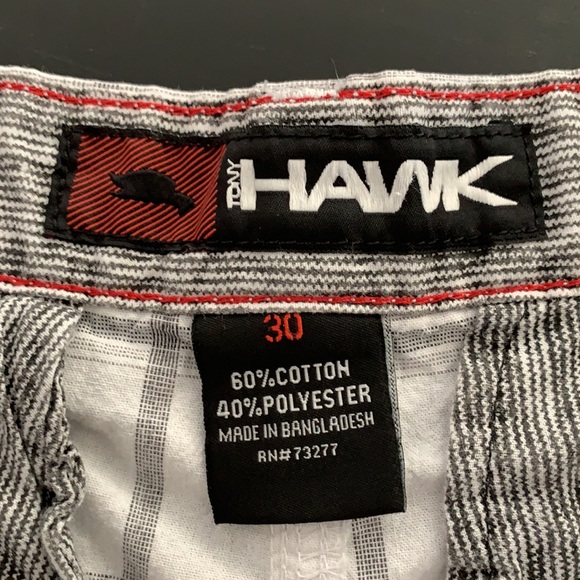 TONY HAWK
30
60%COTTON
40%POLYESTER
MADE IN BANGLADESH
RN#73277